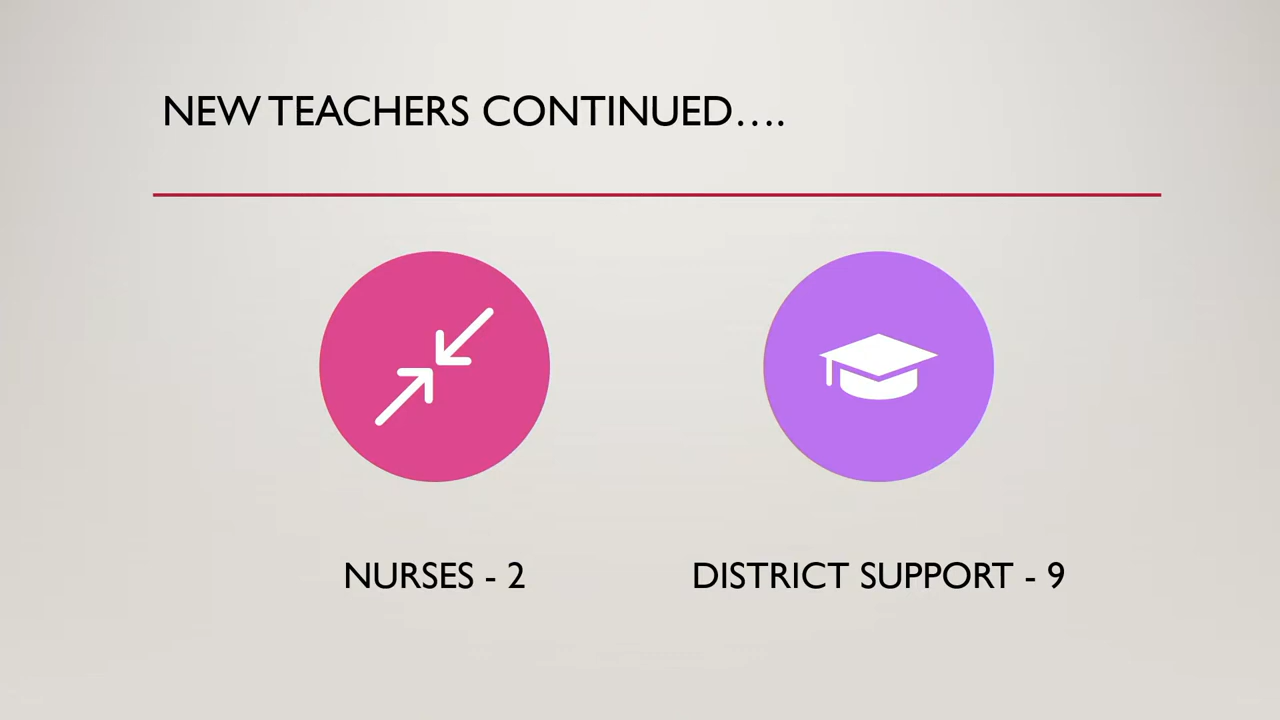 NEW TEACHERS CONTINUED....
NURSES - 2
DISTRICT SUPPORT - 9